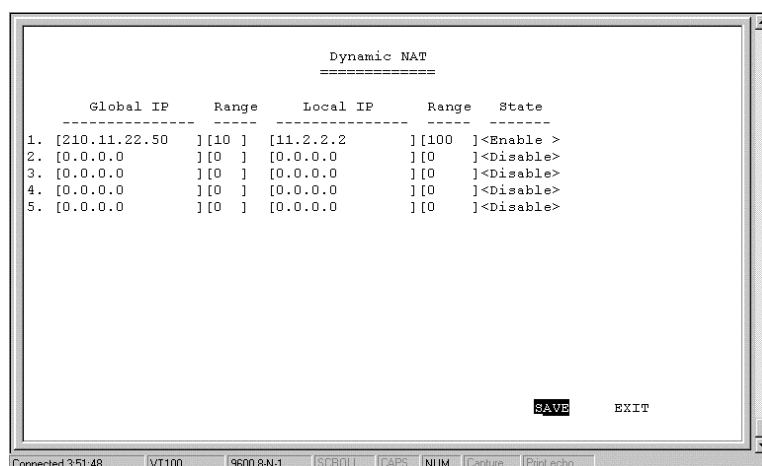 Dynamic NAT
=============
Global IP Range Local IP Range State
--------------- ----- --------------- ----- -------
1. [210.11.22.50 ][10 ] [11.2.2.2 ][100 ]<Enable >
2. [0.0.0.0 ][0 ] [0.0.0.0 ][0 ]<Disable>
3. [0.0.0.0 ][0 ] [0.0.0.0 ][0 ]<Disable>
4. [0.0.0.0 ][0 ] [0.0.0.0 ][0 ]<Disable>
5. [0.0.0.0 ][0 ] [0.0.0.0 ][0 ]<Disable>
SAVE EXIT
Connected 3:51:48 VT100 9600 8-N-1 SCROLL CAPS NUM Capture Print echo